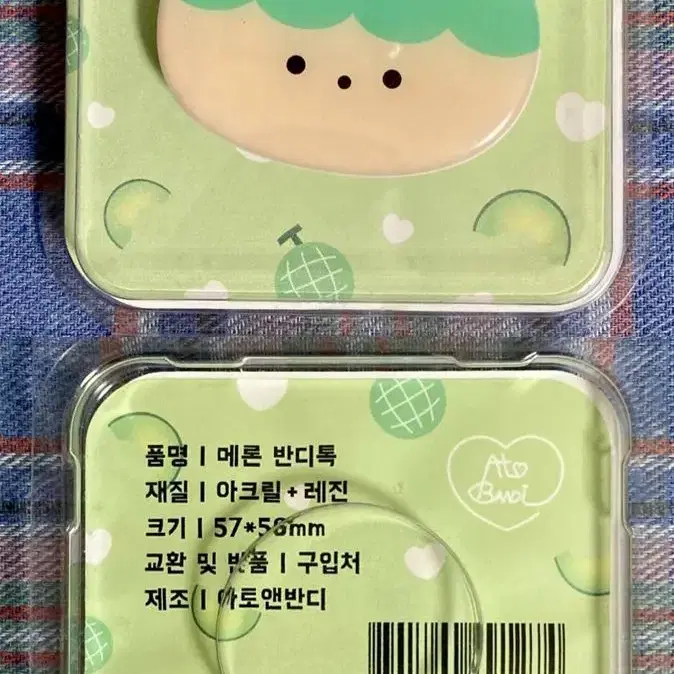 품명 | 메론 반디톡
재질 | 아크릴+레진
크기 | 57*58mm
교환 및 반품 | 구입처
제조 | 아토앤반디
Ato
Bandi